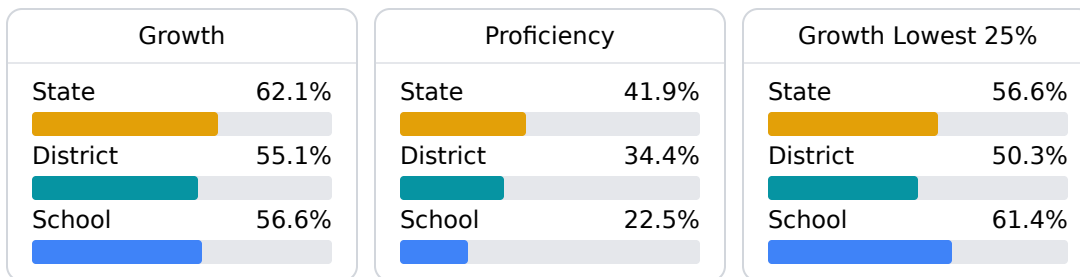 Growth
State 62.1%
District 55.1%
School 56.6%
Proficiency
State 41.9%
District 34.4%
School 22.5%
Growth Lowest 25%
State 56.6%
District 50.3%
School 61.4%